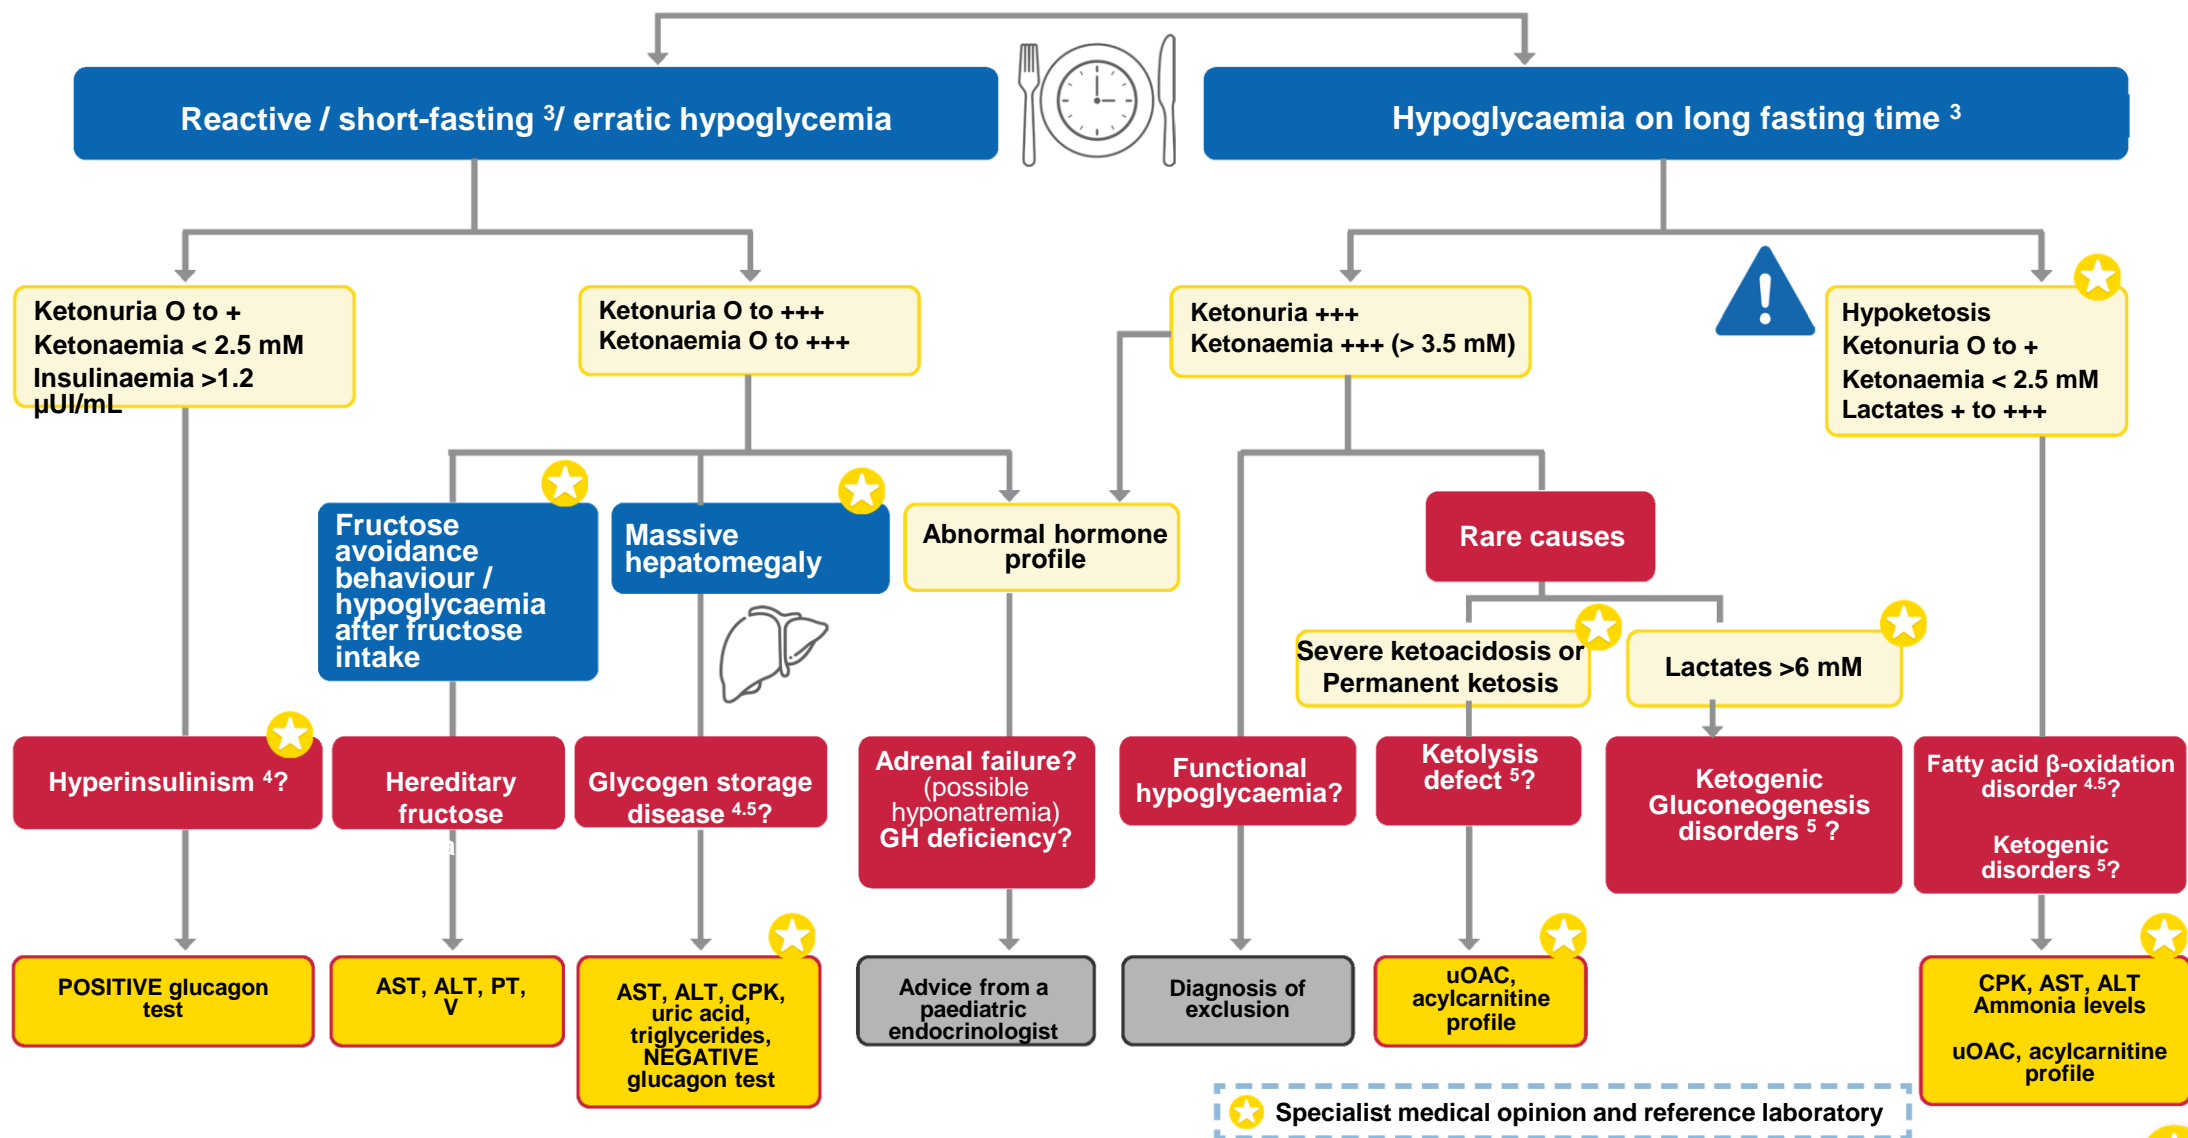 Reactive / short-fasting 3/ erratic hypoglycemia
Hypoglycaemia on long fasting time 3
Ketonuria O to +
Ketonaemia < 2.5 mM
Insulinaemia >1.2
µUI/mL
Ketonuria O to +++
Ketonaemia O to +++
Ketonuria +++
Ketonaemia +++ (> 3.5 mM)
Hypoketosis
Ketonuria O to +
Ketonaemia < 2.5 mM
Lactates + to +++
Fructose
avoidance
behaviour /
hypoglycaemia
after fructose
intake
Massive
hepatomegaly
Abnormal hormone
profile
Rare causes
Severe ketoacidosis or
Permanent ketosis
Lactates >6 mM
Hyperinsulinism 4?
Hereditary
fructose
Glycogen storage
disease 4.5?
Adrenal failure?
(possible
hyponatremia)
GH deficiency?
Functional
hypoglycaemia?
Ketolysis
defect 5?
Ketogenic
Gluconeogenesis
disorders 5 ?
Fatty acid β-oxidation
disorder 4.5?
Ketogenic
disorders 5?
POSITIVE glucagon
test
AST, ALT, PT,
V
AST, ALT, CPK,
uric acid,
triglycerides,
NEGATIVE
glucagon test
Advice from a
paediatric
endocrinologist
Diagnosis of
exclusion
uOAC,
acylcarnitine
profile
CPK, AST, ALT
Ammonia levels
uOAC, acylcarnitine
profile
Specialist medical opinion and reference laboratory